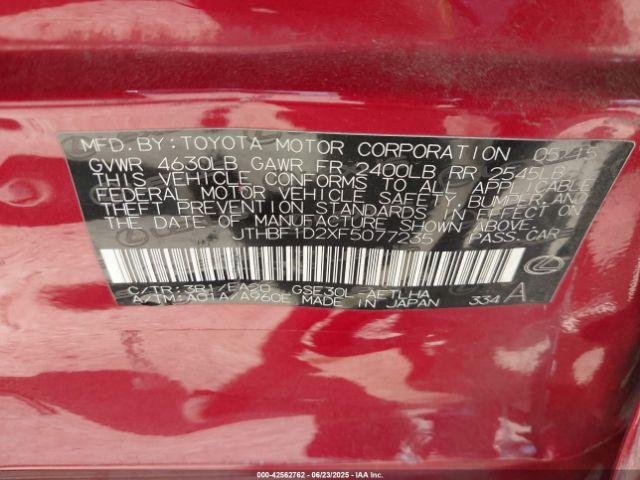 MFD. BY: TOYOTA MOTOR CORPORATION 05/15
GVWR 4630LB GAWR FR 2400LB RR 2545LB
THIS VEHICLE CONFORMS TO ALL APPLICABLE
FEDERAL MOTOR VEHICLE SAFETY, BUMPER, AND
THEFT PREVENTION STANDARDS IN EFFECT ON
THE DATE OF MANUFACTURE SHOWN ABOVE.
JTHBF1D2XF5077235 PASS. CAR
C/TR: 3R1/EA20 GSE30L-AETLHA
A/TM: A01A/A960E MADE IN JAPAN 334 A
000-42562762 | 06/23/2025 | IAAI.COM